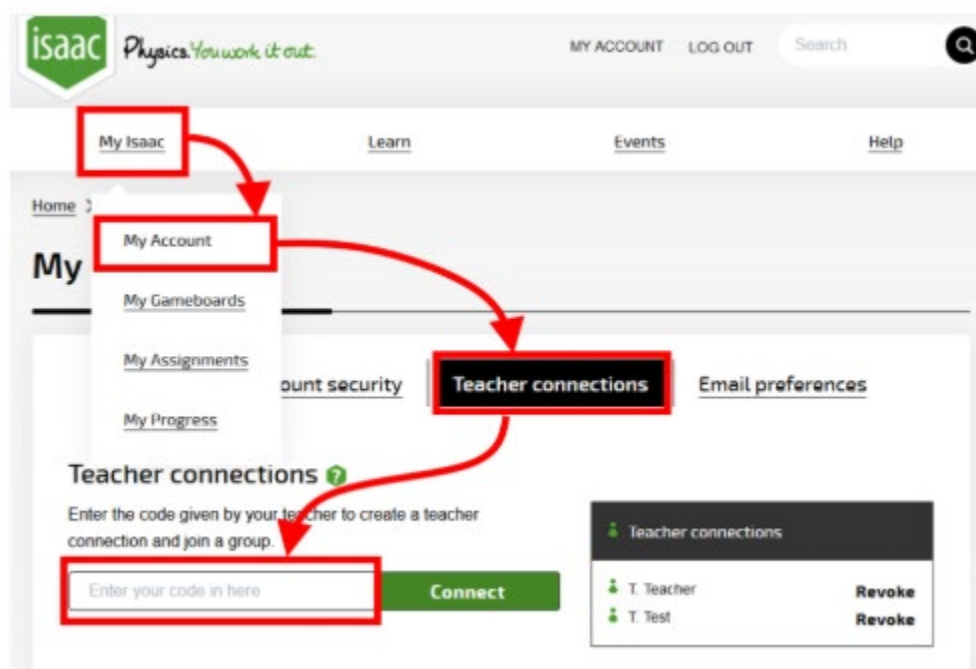 isaac Physics. You work it out.
MY ACCOUNT LOG OUT Search
My Isaac Learn Events Help
Home
My Account
My
My Gameboards
My Assignments
ount security Teacher connections Email preferences
My Progress
Teacher connections ?
Enter the code given by your teacher to create a teacher
connection and join a group.
Enter your code in here Connect
Teacher connections
T. Teacher Revoke
T. Test Revoke